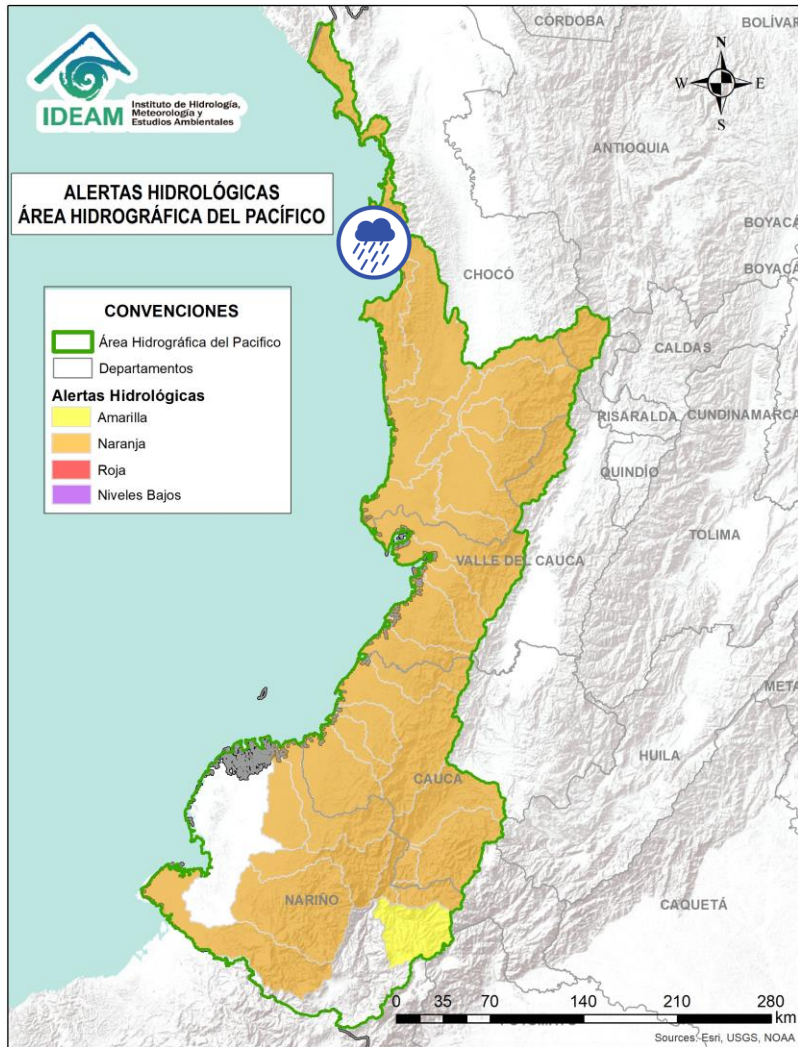 IDEAM
Instituto de Hidrología,
Meteorología y
Estudios Ambientales
CÓRDOBA
BOLÍVAR
N
W
E
S
ANTIOQUIA
ALERTAS HIDROLÓGICAS
ÁREA HIDROGRÁFICA DEL PACÍFICO
BOYACÁ
BOYACÁ
CHOCÓ
CONVENCIONES
Área Hidrográfica del Pacifico
Departamentos
Alertas Hidrológicas
Amarilla
Naranja
Roja
Niveles Bajos
CALDAS
RISARALDA
CUNDINAMARCA
QUINDÍO
TOLIMA
VALLE DEL CAUCA
META
HUILA
CAUCA
NARIÑO
CAQUETÁ
0 35 70 140 210 280
km
Sources: Esri, USGS, NOAA